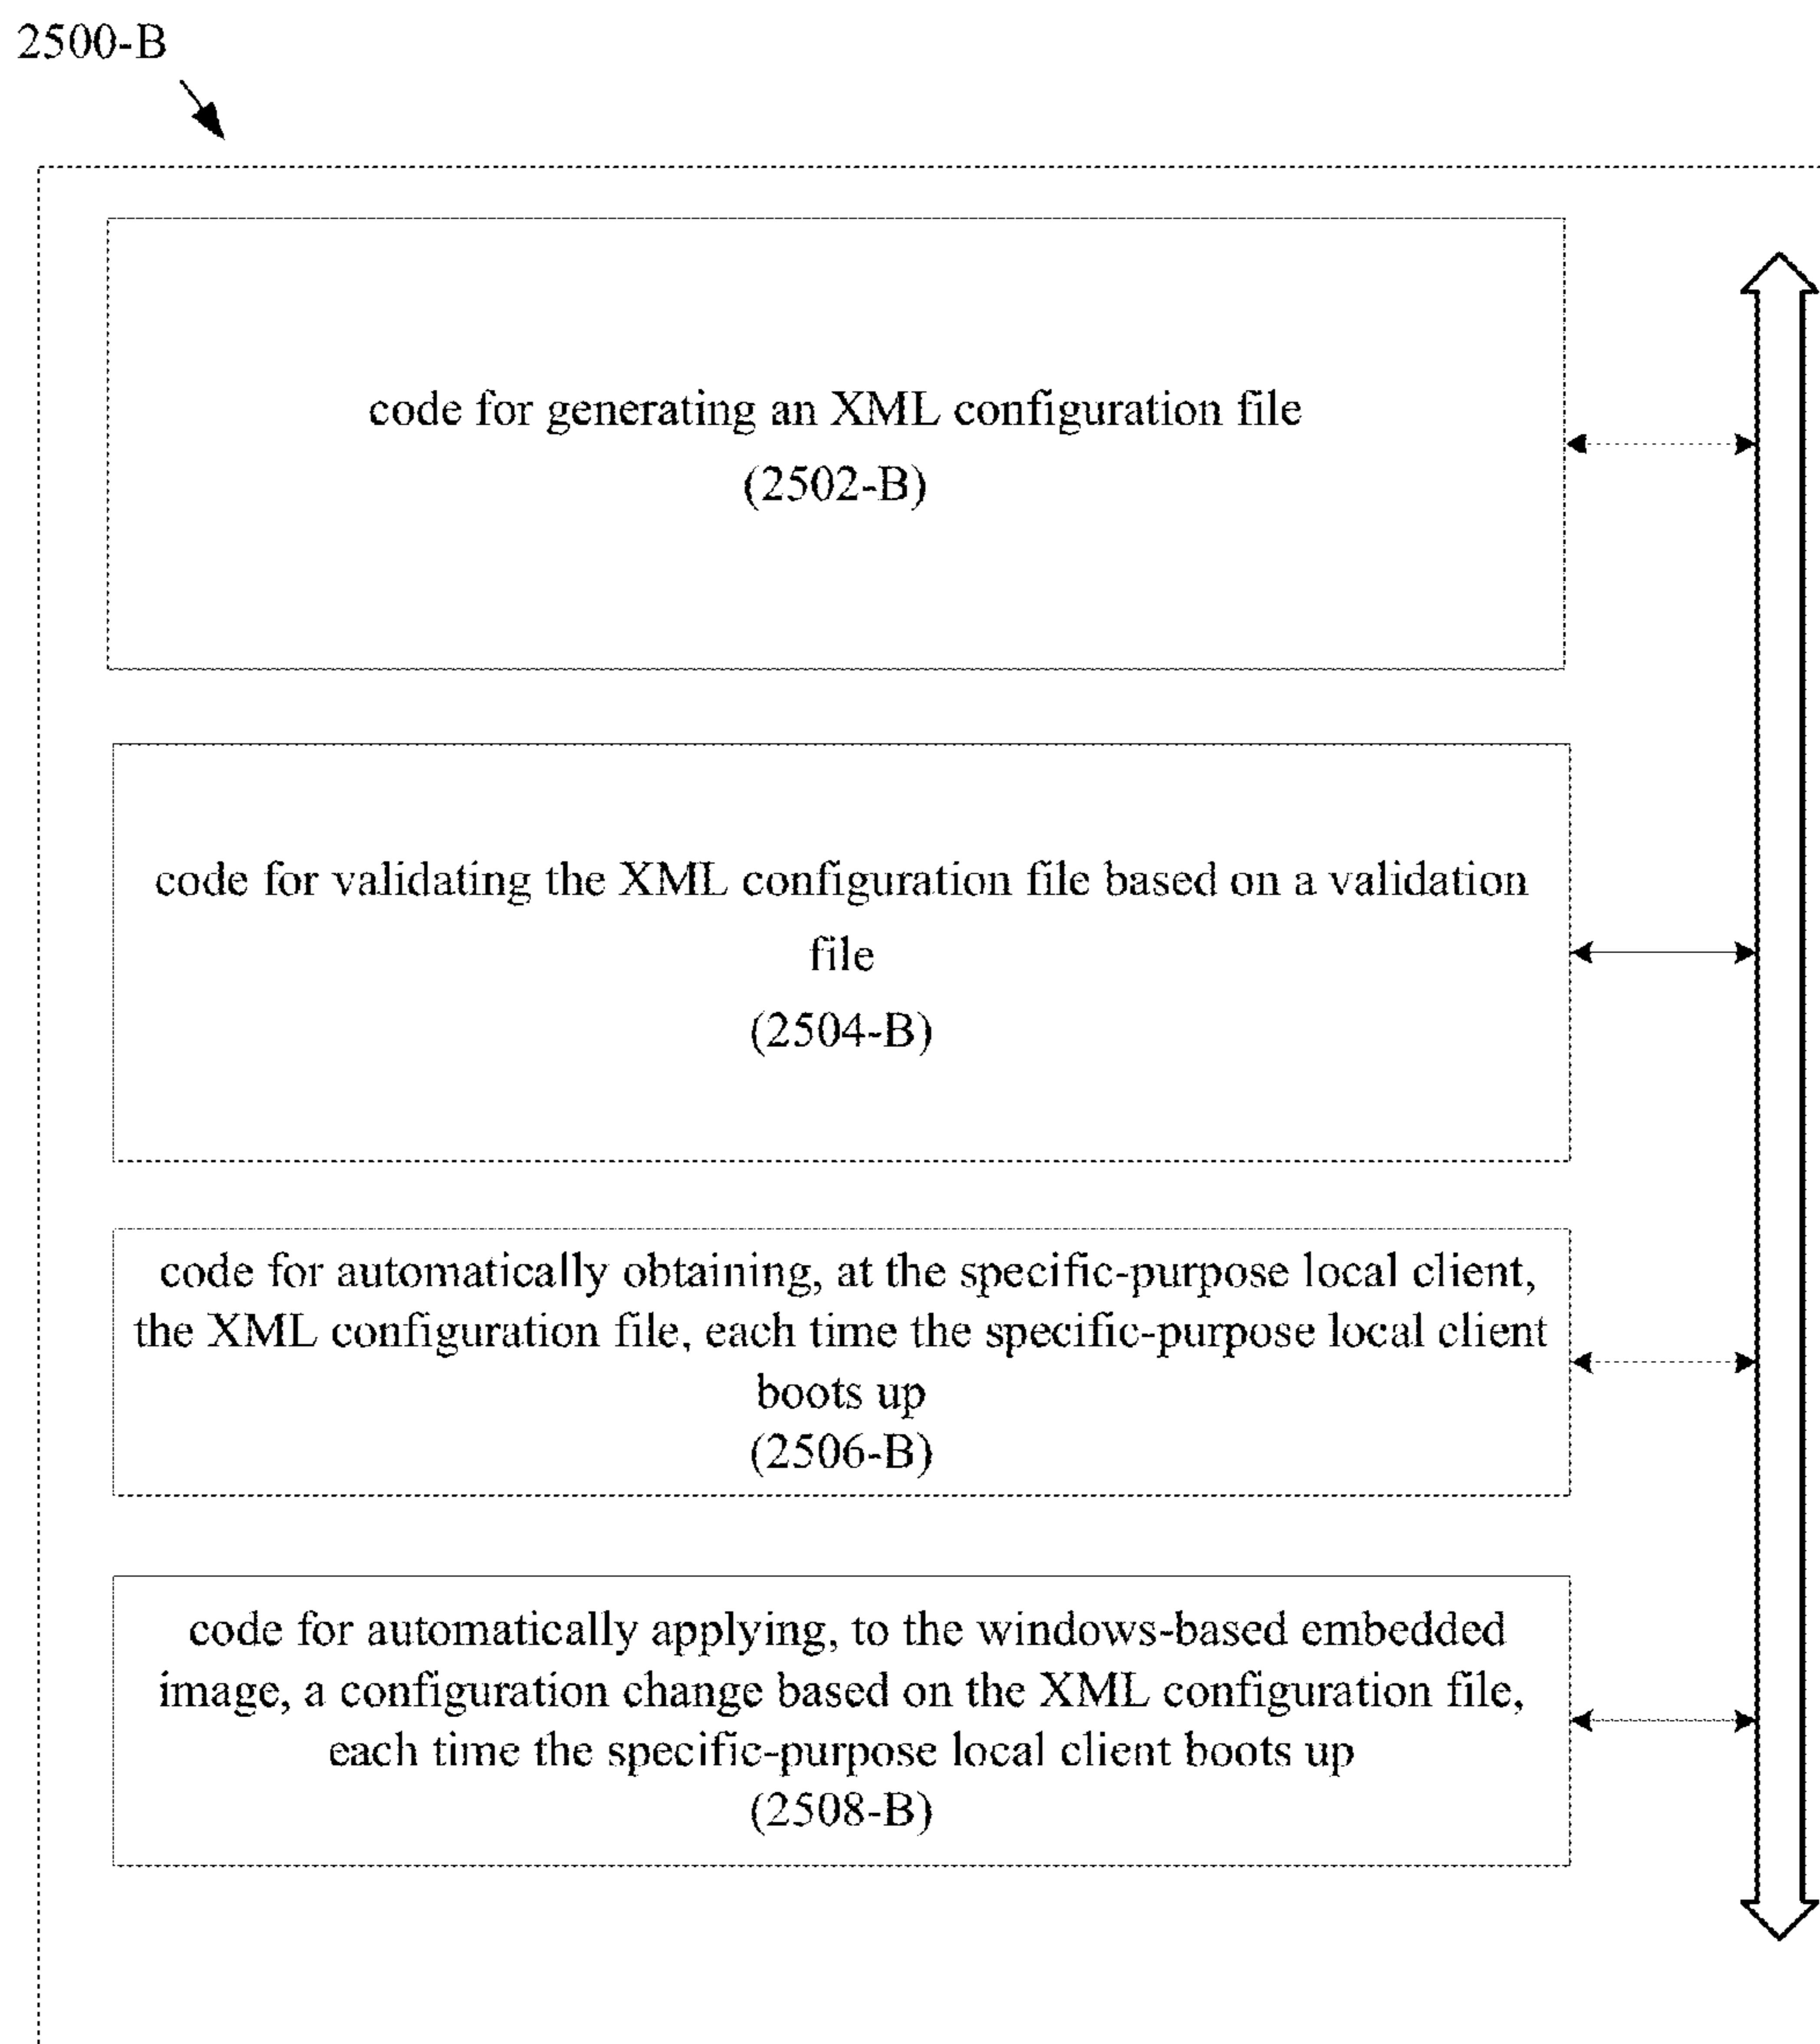 2500-B
code for generating an XML configuration file
(2502-B)
code for validating the XML configuration file based on a validation
file
(2504-B)
code for automatically obtaining, at the specific-purpose local client,
the XML configuration file, each time the specific-purpose local client
boots up
(2506-B)
code for automatically applying, to the windows-based embedded
image, a configuration change based on the XML configuration file,
each time the specific-purpose local client boots up
(2508-B)